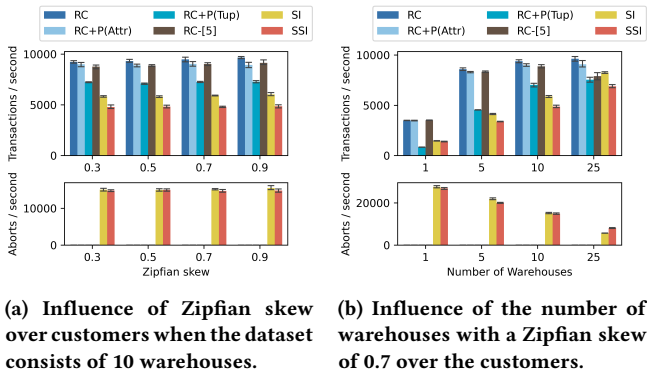 RC RC+P(Tup) SI
RC+P(Attr) RC-[5] SSI
Transactions / second
10000
5000
0
0.3 0.5 0.7 0.9
Aborts / second
10000
0
0.3 0.5 0.7 0.9
Zipfian skew
(a) Influence of Zipfian skew
over customers when the dataset
consists of 10 warehouses.
RC RC+P(Tup) SI
RC+P(Attr) RC-[5] SSI
Transactions / second
10000
5000
0
1 5 10 25
Aborts / second
20000
0
1 5 10 25
Number of Warehouses
(b) Influence of the number of
warehouses with a Zipfian skew
of 0.7 over the customers.